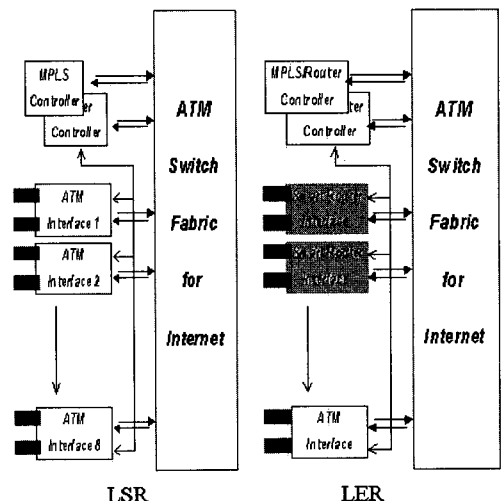 MPLS
Controller
Controller
ATM
Interface 1
ATM
Interface 2
ATM
Interface 8
ATM
Switch
Fabric
for
Internet
LSR
MPLS/Router
Controller
Controller
ATM
Interface
ATM
Switch
Fabric
for
Internet
LER